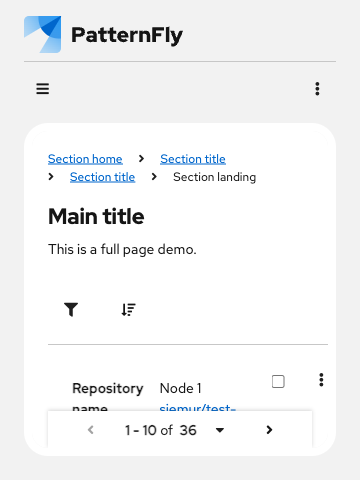 PatternFly
Section home Section title
Section title Section landing
Main title
This is a full page demo.
Repository Node 1
name siemur/test-
1 - 10 of 36